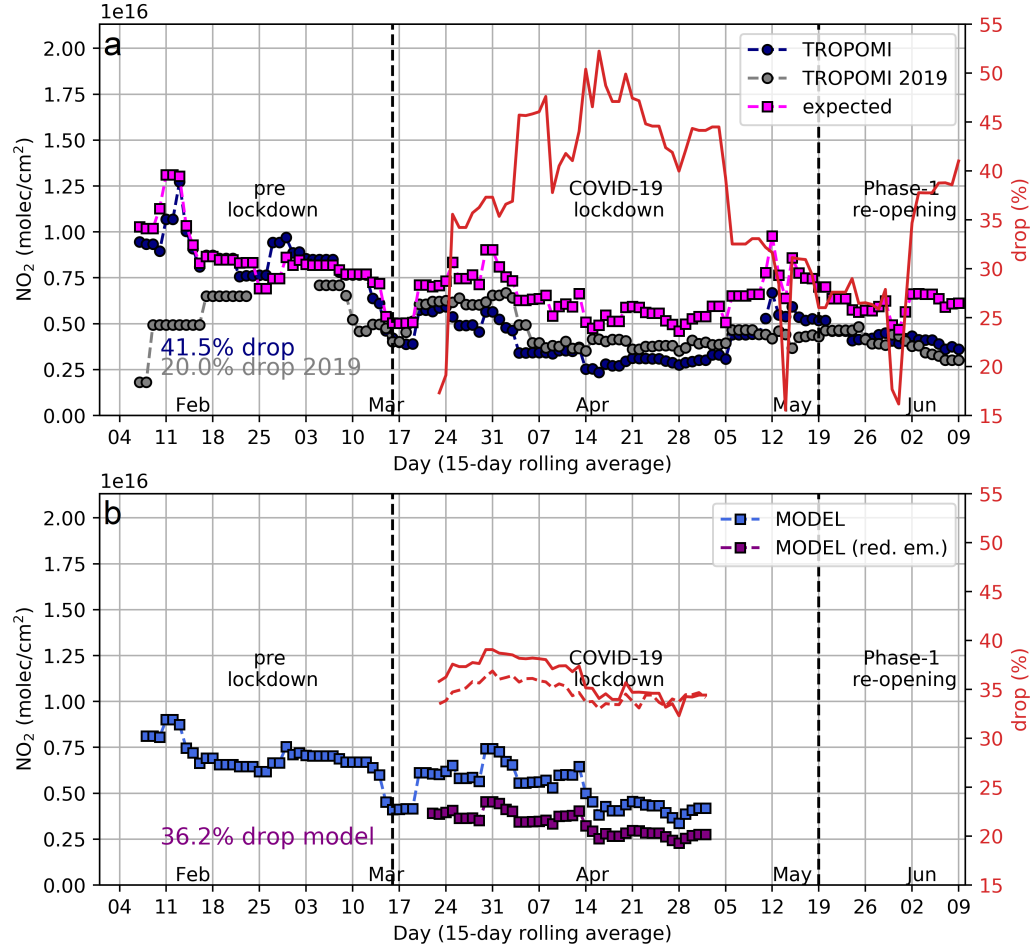 1e16
a
TROPOMI
TROPOMI 2019
expected
pre
lockdown
COVID-19
lockdown
Phase-1
re-opening
41.5% drop
20.0% drop 2019
Feb Mar Apr May Jun
2.00
1.75
1.50
1.25
1.00
0.75
0.50
0.25
0.00
NO₂ (molec/cm²)
55
50
45
40
35
30
25
20
15
drop (%)
04 11 18 25 03 10 17 24 31 07 14 21 28 05 12 19 26 02 09
Day (15-day rolling average)
1e16
b
MODEL
MODEL (red. em.)
pre
lockdown
COVID-19
lockdown
Phase-1
re-opening
36.2% drop model
Feb Mar Apr May Jun
2.00
1.75
1.50
1.25
1.00
0.75
0.50
0.25
0.00
NO₂ (molec/cm²)
55
50
45
40
35
30
25
20
15
drop (%)
04 11 18 25 03 10 17 24 31 07 14 21 28 05 12 19 26 02 09
Day (15-day rolling average)